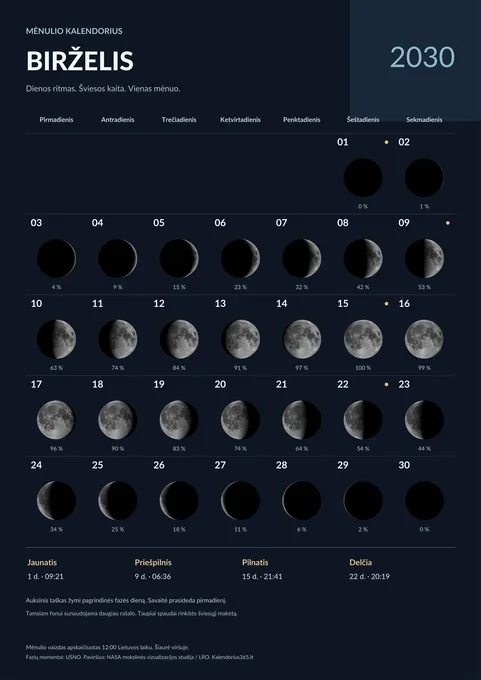 MĖNULIO KALENDORIUS
BIRŽELIS
2030
Dienos ritmas. Šviesos kaita. Vienas mėnuo.
Pirmadienis Antradienis Trečiadienis Ketvirtadienis Penktadienis Šeštadienis Sekmadienis
01 02
0 % 1 %
03 04 05 06 07 08 09
4 % 9 % 15 % 23 % 32 % 42 % 53 %
10 11 12 13 14 15 16
63 % 74 % 84 % 91 % 97 % 100 % 99 %
17 18 19 20 21 22 23
96 % 90 % 83 % 74 % 64 % 54 % 44 %
24 25 26 27 28 29 30
34 % 25 % 18 % 11 % 6 % 2 % 0 %
Jaunatis Priešpilnis Pilnatis Delčia
1 d. · 09:21 9 d. · 06:36 15 d. · 21:41 22 d. · 20:19
Auksinis taškas žymi pagrindinės fazės dieną. Savaitė prasideda pirmadienį.
Tamsiam fonui sunaudojama daugiau rašalo. Taupiai spaudai rinkitės šviesųjį maketą.
Mėnulio vaizdas apskaičiuotas 12:00 Lietuvos laiku. Šiaurė viršuje.
Fazių momentai: USNO. Paviršius: NASA mokslinės vizualizacijos studija / LRO. Kalendorius365.lt